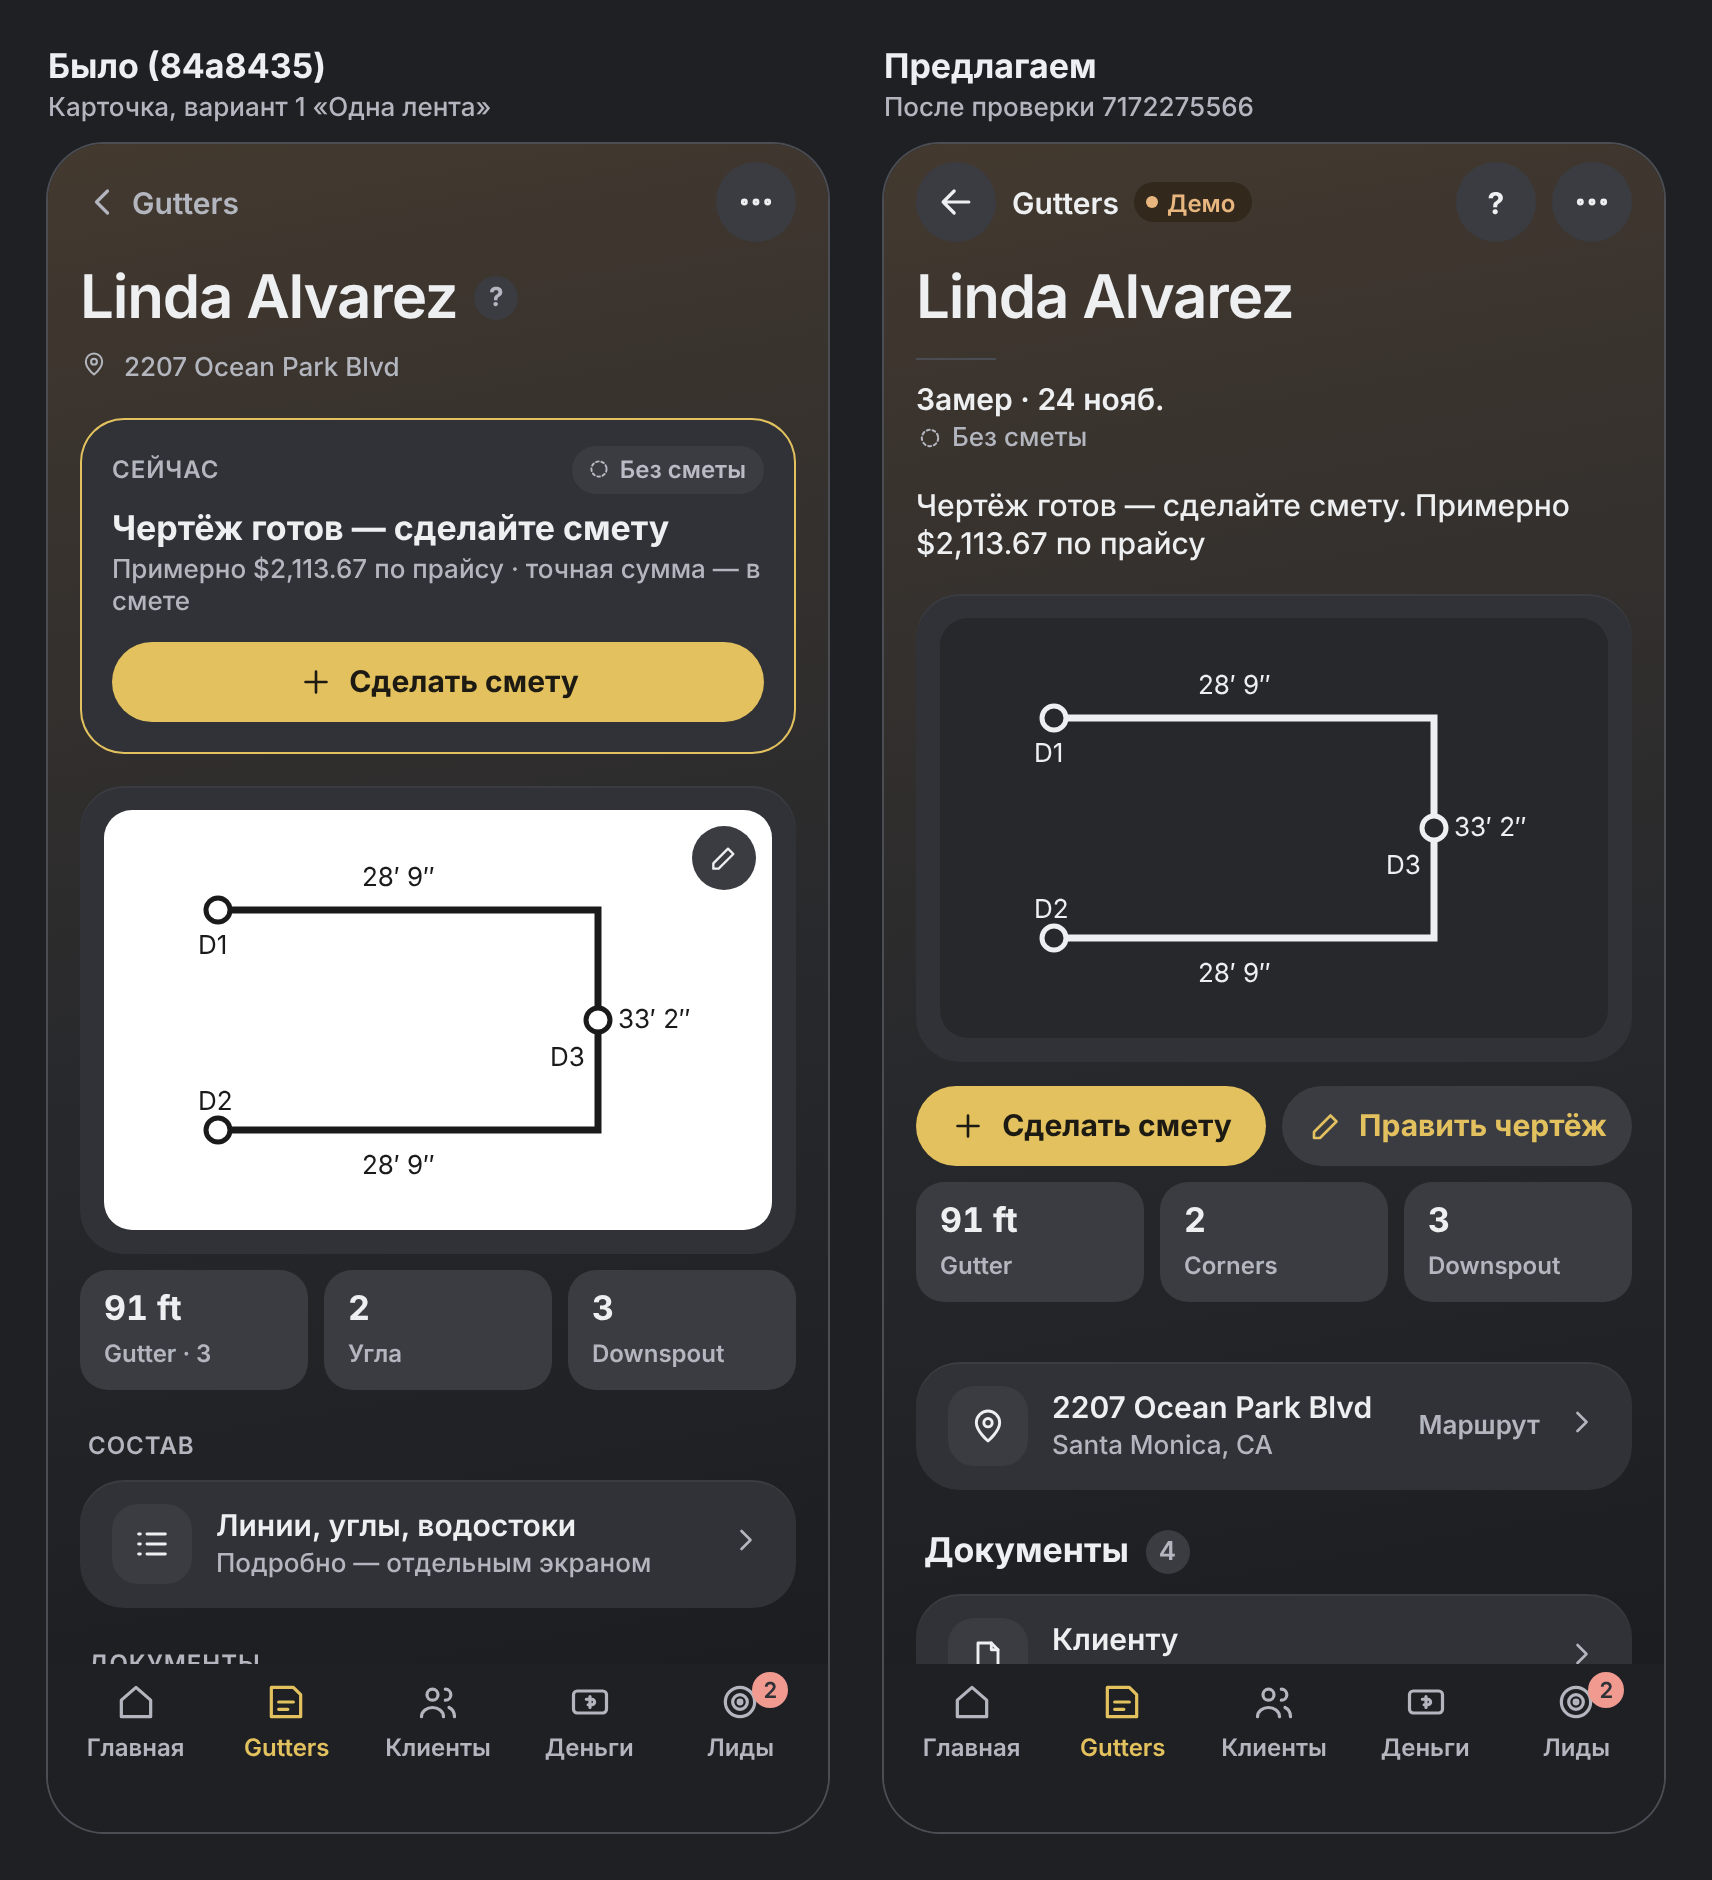 Было (84a8435)
Карточка, вариант 1 «Одна лента»
Gutters
Linda Alvarez ?
2207 Ocean Park Blvd
СЕЙЧАС
Без сметы
Чертёж готов — сделайте смету
Примерно $2,113.67 по прайсу · точная сумма — в
смете
Сделать смету
28′ 9″
D1
33′ 2″
D3
D2
28′ 9″
91 ft
Gutter · 3
2
Угла
3
Downspout
СОСТАВ
Линии, углы, водостоки
Подробно — отдельным экраном
ДОКУМЕНТЫ
Главная
Gutters
Клиенты
Деньги
2
Лиды
Предлагаем
После проверки 7172275566
Gutters
Демо
?
Linda Alvarez
Замер · 24 нояб.
Без сметы
Чертёж готов — сделайте смету. Примерно
$2,113.67 по прайсу
28′ 9″
D1
33′ 2″
D3
D2
28′ 9″
Сделать смету
Править чертёж
91 ft
Gutter
2
Corners
3
Downspout
2207 Ocean Park Blvd
Santa Monica, CA
Маршрут
Документы 4
Клиенту
Главная
Gutters
Клиенты
Деньги
2
Лиды